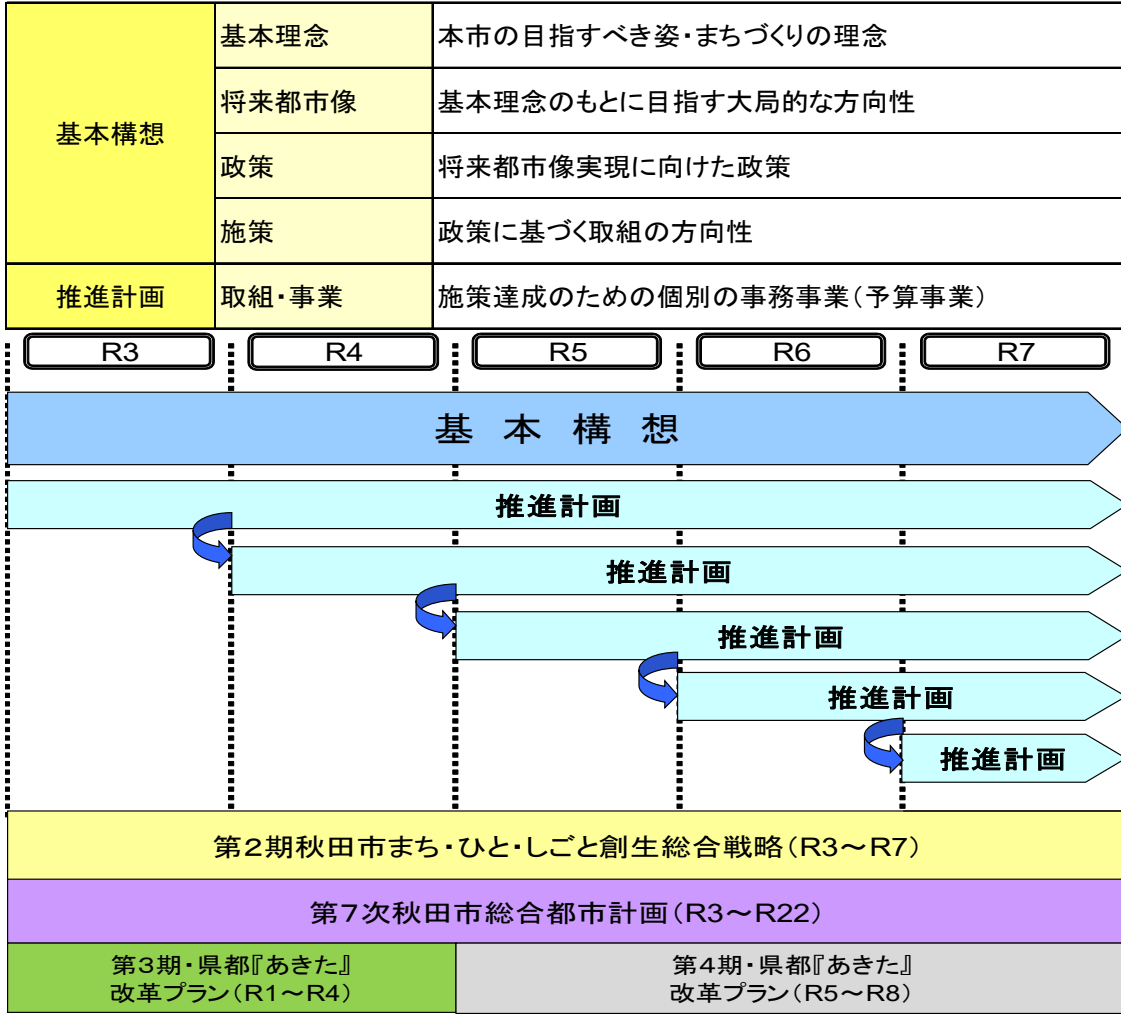 基本構想
基本理念
本市の目指すべき姿・まちづくりの理念
将来都市像
基本理念のもとに目指す大局的な方向性
政策
将来都市像実現に向けた政策
施策
政策に基づく取組の方向性
推進計画
取組・事業
施策達成のための個別の事務事業(予算事業)
R3
R4
R5
R6
R7
基本構想
推進計画
推進計画
推進計画
推進計画
推進計画
第2期秋田市まち・ひと・しごと創生総合戦略(R3~R7)
第7次秋田市総合都市計画(R3~R22)
第3期・県都『あきた』
改革プラン(R1~R4)
第4期・県都『あきた』
改革プラン(R5~R8)